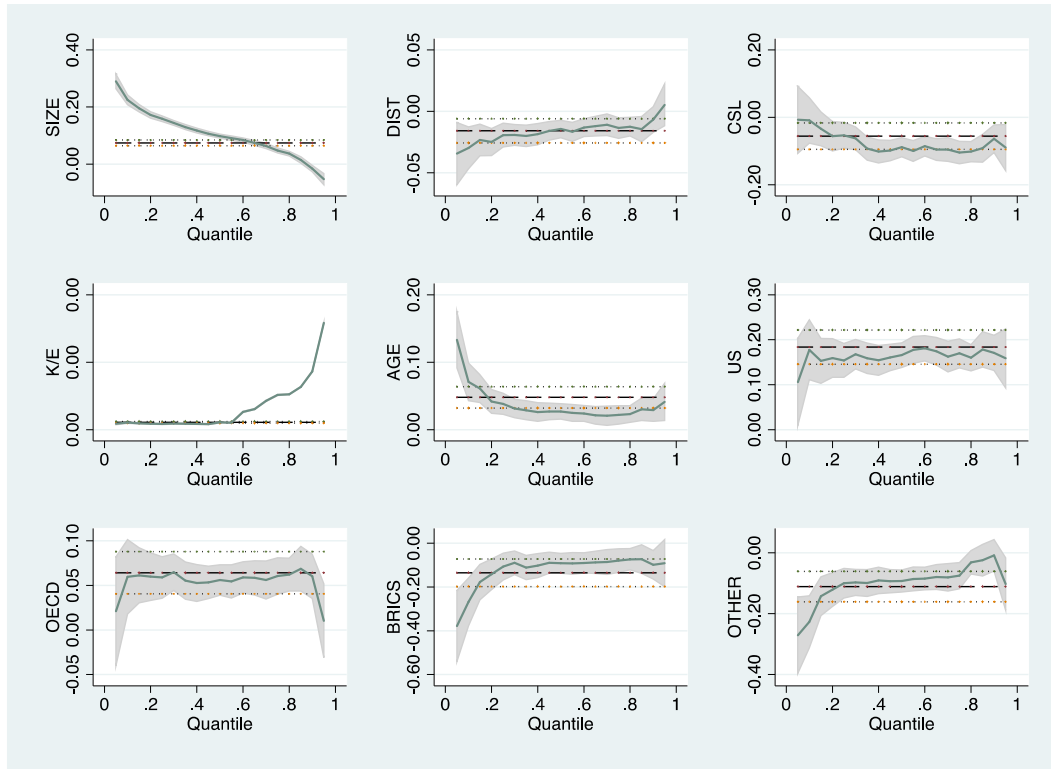 SIZE
0.00 0.20 0.40
0 .2 .4 .6 .8 1
Quantile
DIST
-0.05 0.00 0.05
0 .2 .4 .6 .8 1
Quantile
CSL
-0.20 0.00 0.20
0 .2 .4 .6 .8 1
Quantile
K/E
0.00 0.00 0.00
0 .2 .4 .6 .8 1
Quantile
AGE
0.00 0.10 0.20
0 .2 .4 .6 .8 1
Quantile
US
0.00 0.10 0.20 0.30
0 .2 .4 .6 .8 1
Quantile
OECD
-0.05 0.00 0.05 0.10
0 .2 .4 .6 .8 1
Quantile
BRICS
-0.60 -0.40 -0.20 0.00
0 .2 .4 .6 .8 1
Quantile
OTHER
-0.40 -0.20 0.00
0 .2 .4 .6 .8 1
Quantile